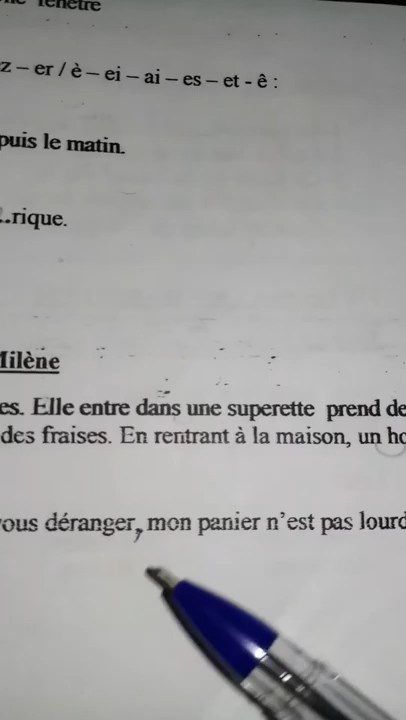 fenêtre
z – er / è – ei – ai – es – et - ê :
puis le matin.
..rique.
Milène
es. Elle entre dans une superette prend de
des fraises. En rentrant à la maison, un ho
vous déranger, mon panier n'est pas lourd